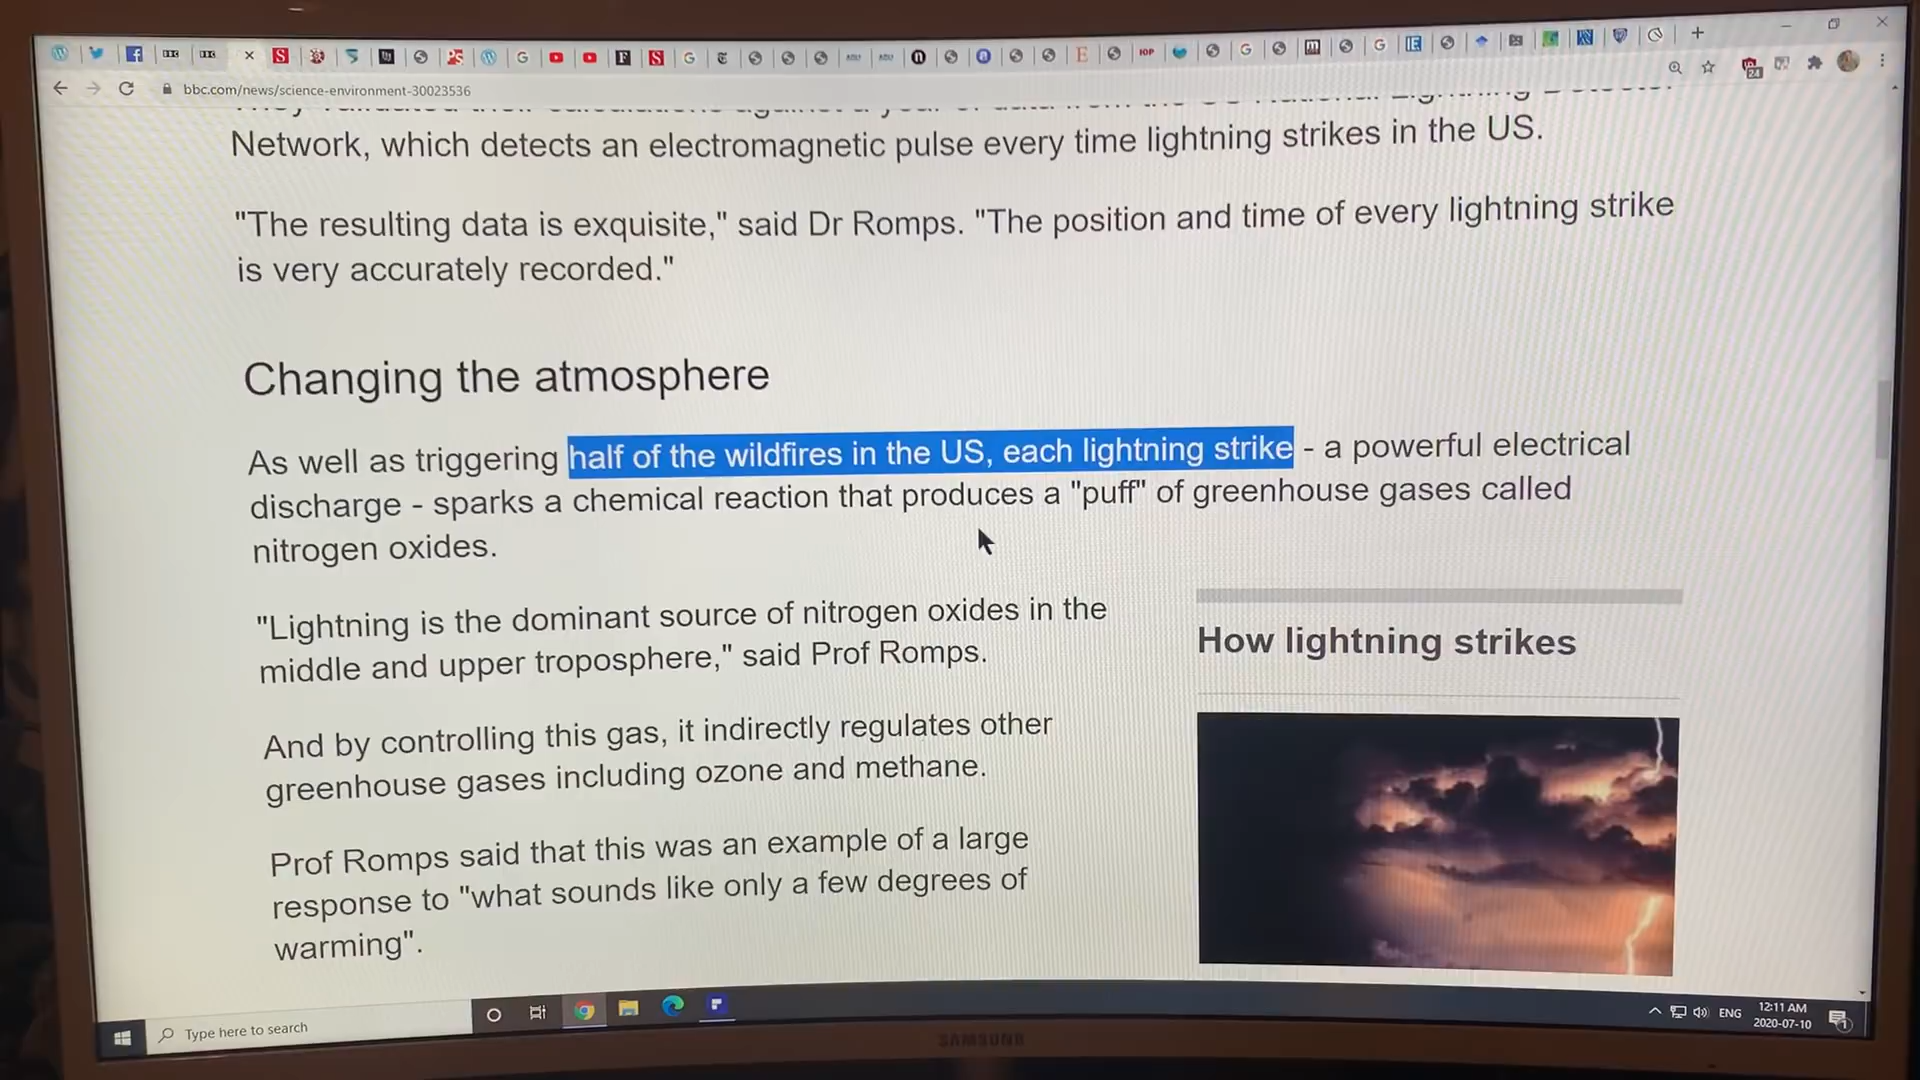 bbc.com/news/science-environment-30023536
Network, which detects an electromagnetic pulse every time lightning strikes in the US.
"The resulting data is exquisite," said Dr Romps. "The position and time of every lightning strike
is very accurately recorded."
Changing the atmosphere
As well as triggering half of the wildfires in the US, each lightning strike - a powerful electrical
discharge - sparks a chemical reaction that produces a "puff" of greenhouse gases called
nitrogen oxides.
"Lightning is the dominant source of nitrogen oxides in the
middle and upper troposphere," said Prof Romps.
And by controlling this gas, it indirectly regulates other
greenhouse gases including ozone and methane.
Prof Romps said that this was an example of a large
response to "what sounds like only a few degrees of
warming".
How lightning strikes
Type here to search
ENG
12:11 AM
2020-07-10
SAMSUNG